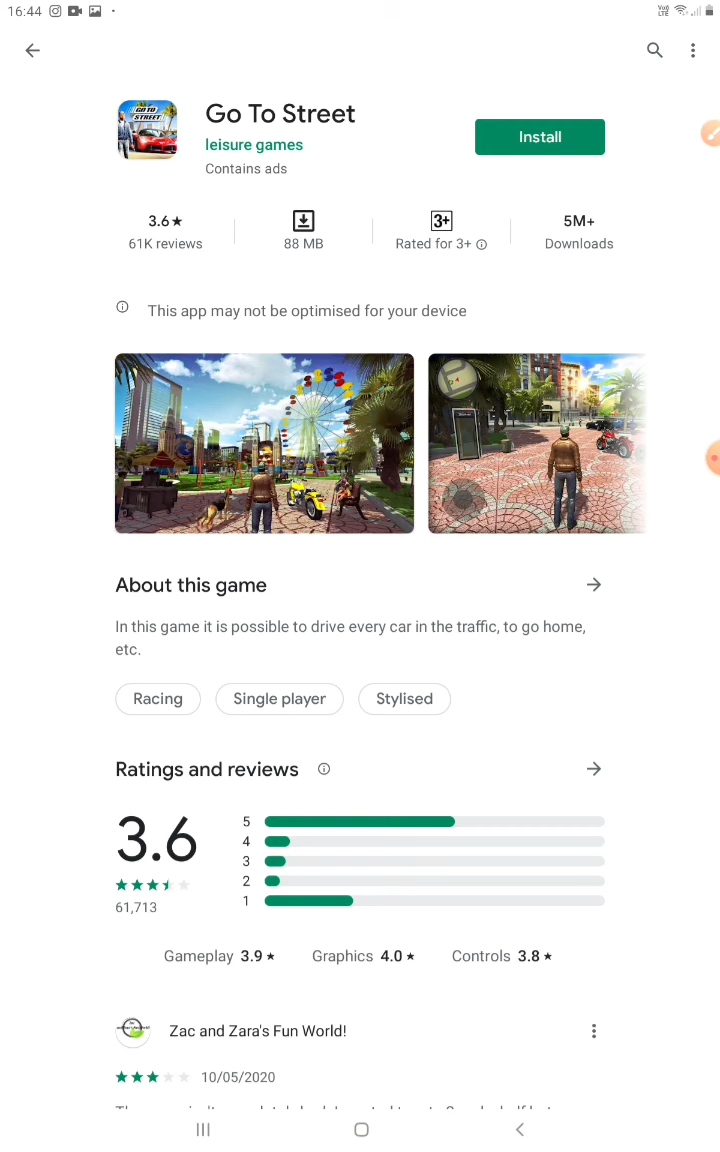 16:44
Go To Street
GO TO
STREET
leisure games
Contains ads
Install
3.6★
61K reviews
88 MB
3+
Rated for 3+
5M+
Downloads
This app may not be optimised for your device
About this game
In this game it is possible to drive every car in the traffic, to go home,
etc.
Racing
Single player
Stylised
Ratings and reviews
3.6
61,713
5
4
3
2
1
Gameplay 3.9★
Graphics 4.0★
Controls 3.8★
Zac and Zara's Fun World!
10/05/2020